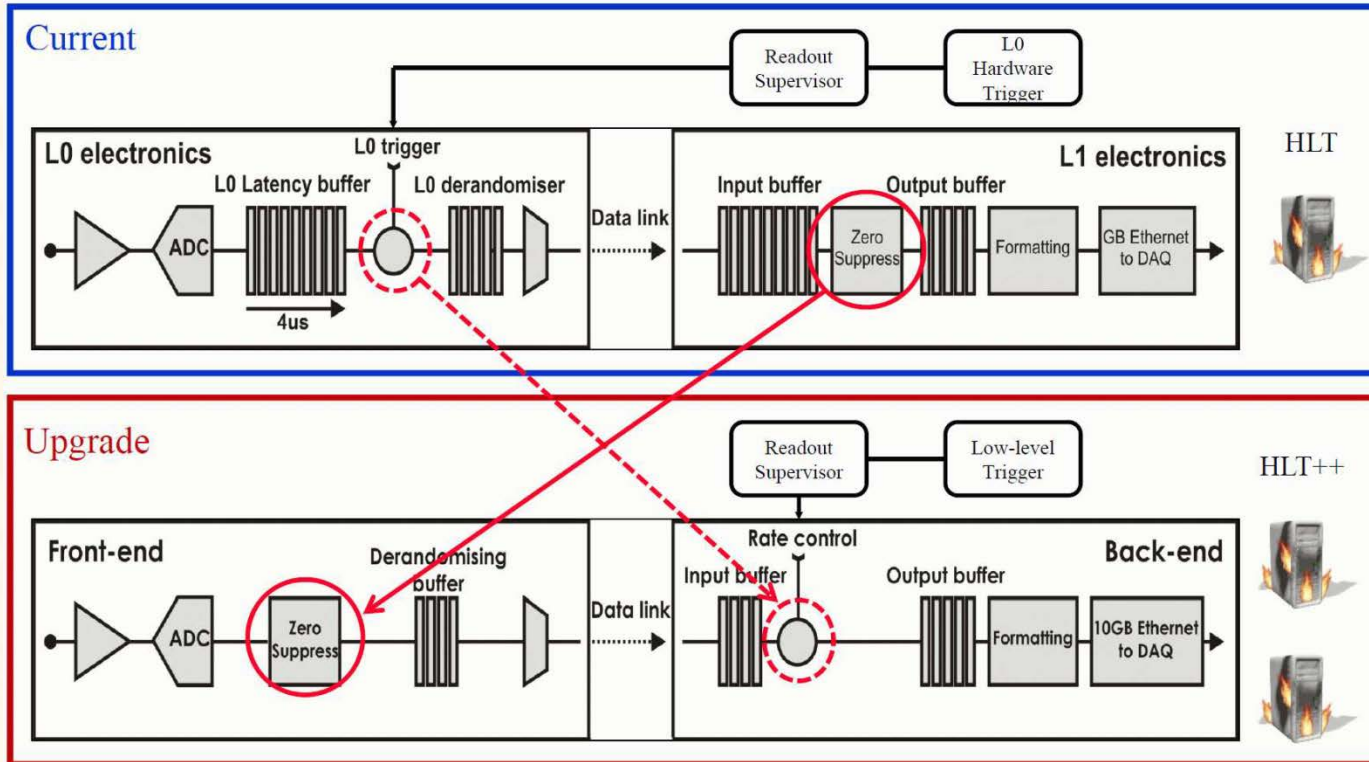 Current
Readout
Supervisor
L0
Hardware
Trigger
L0 electronics
L0 trigger
L0 Latency buffer
L0 derandomiser
ADC
4us
Data link
L1 electronics
Input buffer
Output buffer
Zero
Suppress
Formatting
GB Ethernet
to DAQ
HLT
Upgrade
Readout
Supervisor
Low-level
Trigger
HLT++
Front-end
Derandomising
buffer
ADC
Zero
Suppress
Data link
Rate control
Back-end
Input buffer
Output buffer
Formatting
10GB Ethernet
to DAQ